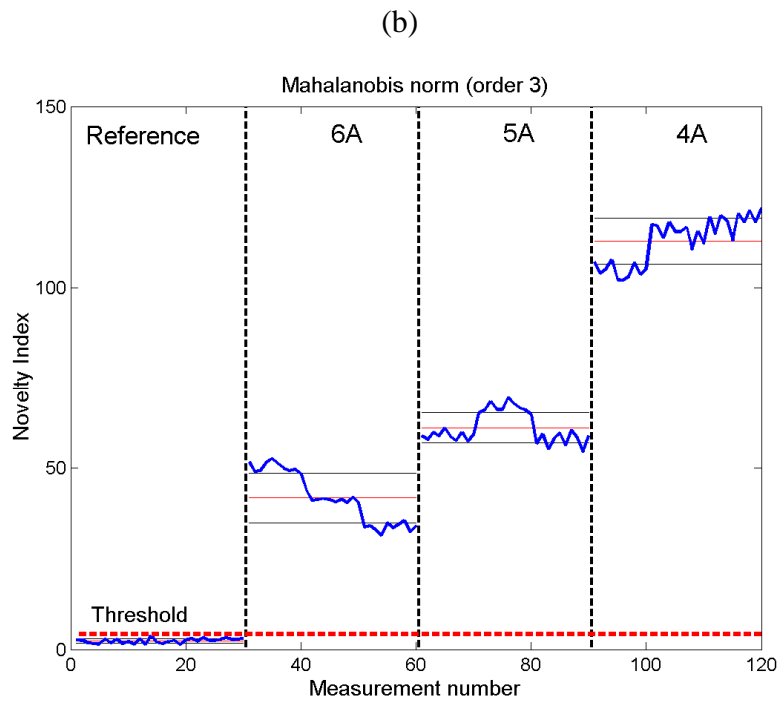 (b)
Mahalanobis norm (order 3)
150
Reference 6A 5A 4A
100
Novelty Index
50
Threshold
0
0 20 40 60 80 100 120
Measurement number